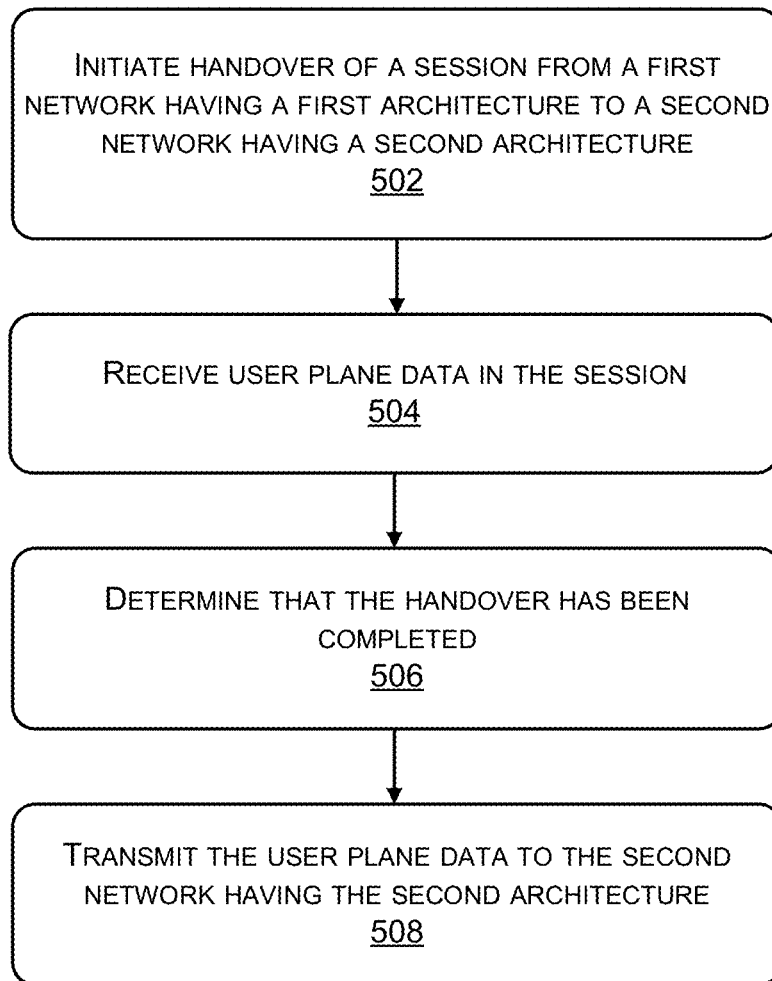 INITIATE HANDOVER OF A SESSION FROM A FIRST
NETWORK HAVING A FIRST ARCHITECTURE TO A SECOND
NETWORK HAVING A SECOND ARCHITECTURE
502
RECEIVE USER PLANE DATA IN THE SESSION
504
DETERMINE THAT THE HANDOVER HAS BEEN
COMPLETED
506
TRANSMIT THE USER PLANE DATA TO THE SECOND
NETWORK HAVING THE SECOND ARCHITECTURE
508